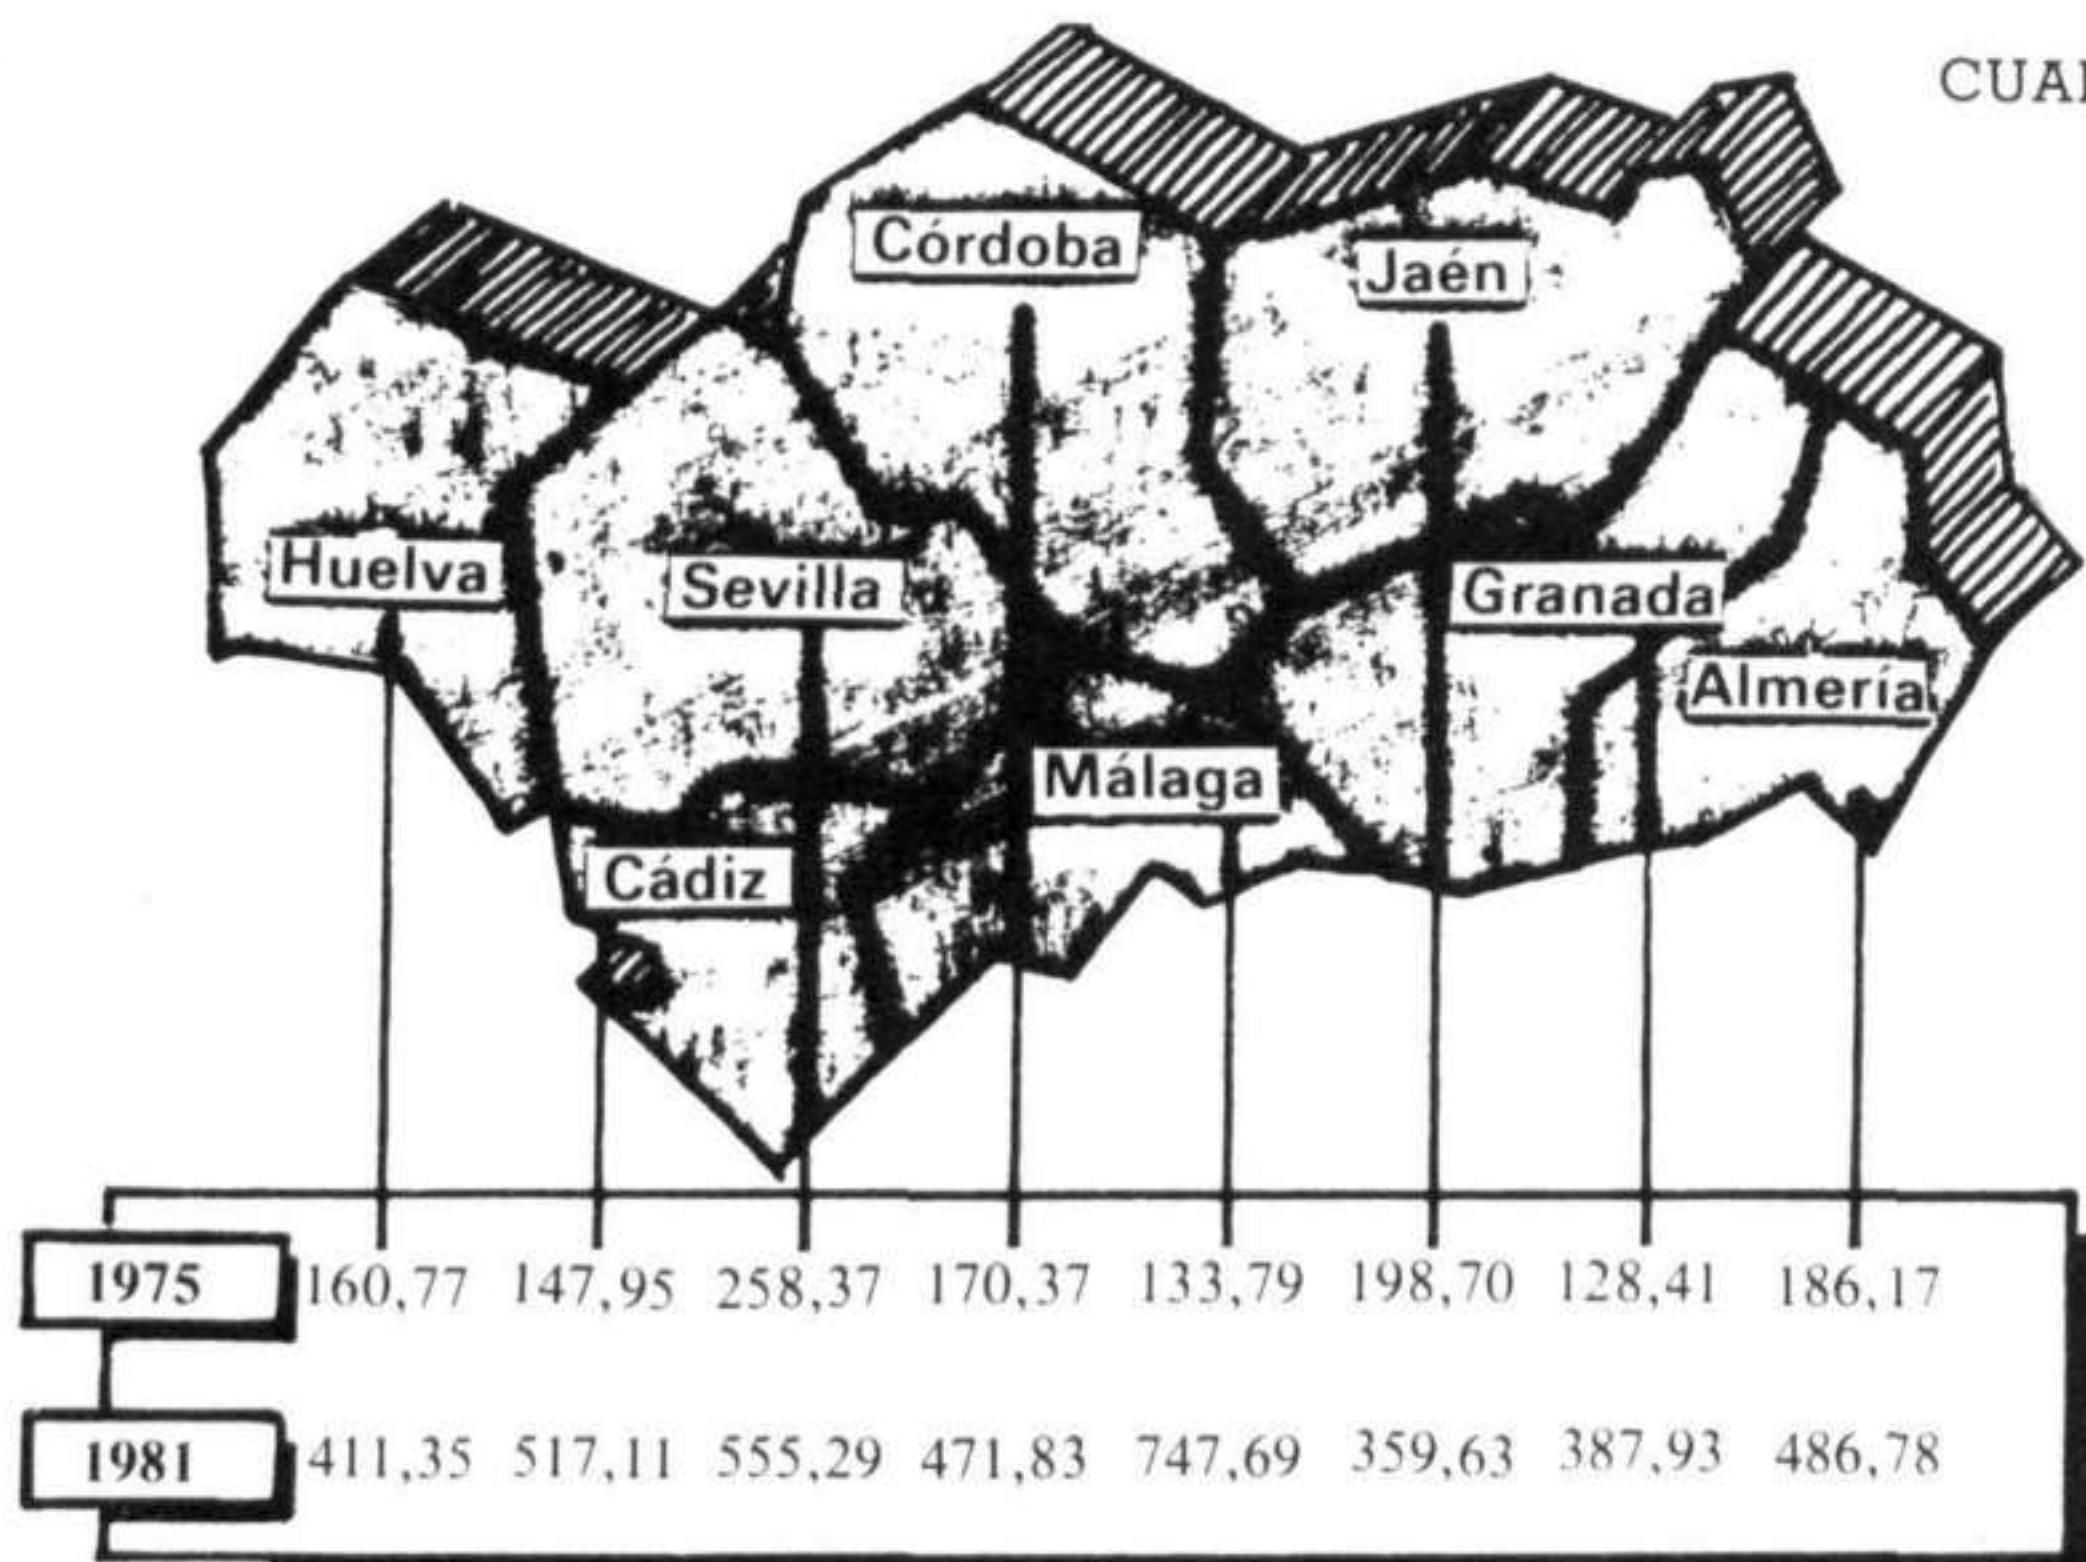 CUA
Córdoba
Jaén
Huelva
Sevilla
Granada
Almería
Málaga
Cádiz
1975 160,77 147,95 258,37 170,37 133,79 198,70 128,41 186,17
1981 411,35 517,11 555,29 471,83 747,69 359,63 387,93 486,78